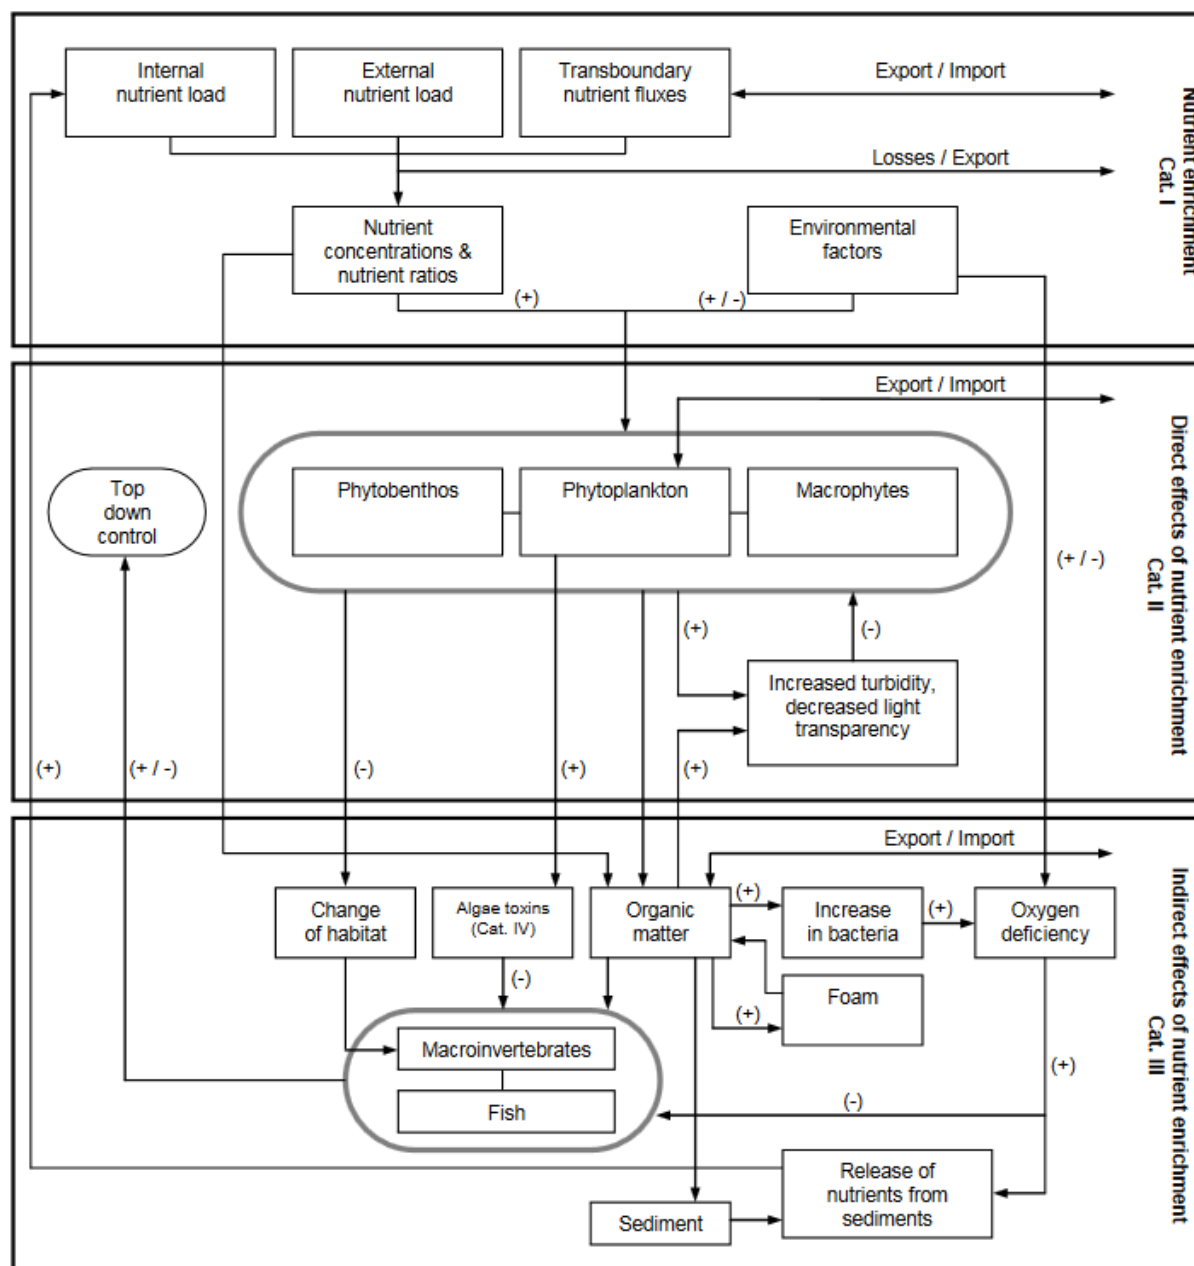 Internal
nutrient load
External
nutrient load
Transboundary
nutrient fluxes
Export / Import
Losses / Export
Nutrient
concentrations &
nutrient ratios
Environmental
factors
(+)
(+ / -)
Nutrient enrichment
Cat. I
Export / Import
Top
down
control
Phytobenthos
Phytoplankton
Macrophytes
(+ / -)
(+)
(-)
Increased turbidity,
decreased light
transparency
(+)
(+ / -)
(-)
(+)
(+)
Direct effects of nutrient enrichment
Cat. II
Export / Import
Change
of habitat
Algae toxins
(Cat. IV)
Organic
matter
(+)
Increase
in bacteria
(+)
Oxygen
deficiency
(-)
(+)
Foam
Macroinvertebrates
Fish
(+)
(-)
Release of
nutrients from
sediments
Sediment
Indirect effects of nutrient enrichment
Cat. III